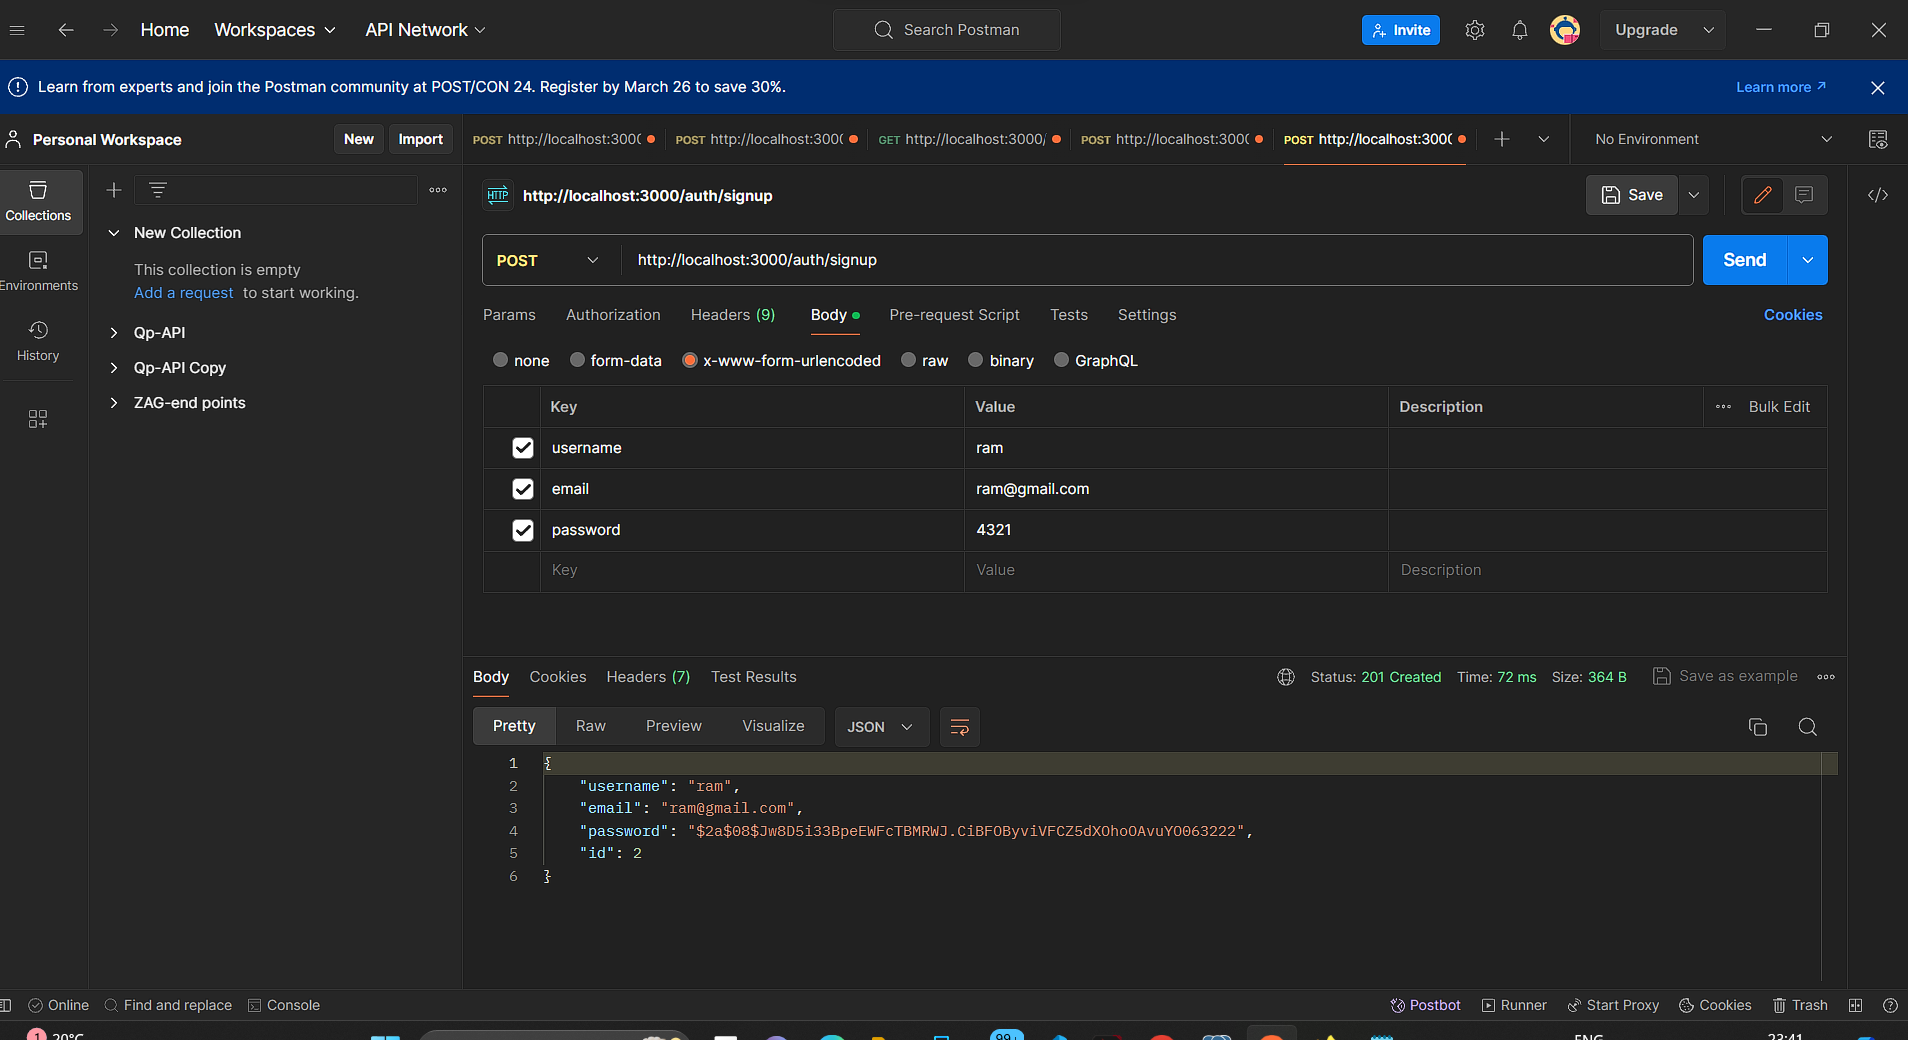 Home Workspaces API Network Search Postman Invite Upgrade
Learn from experts and join the Postman community at POST/CON 24. Register by March 26 to save 30%. Learn more
Personal Workspace New Import POST http://localhost:300( POST http://localhost:300( GET http://localhost:3000/ POST http://localhost:300( POST http://localhost:300( No Environment
HTTP http://localhost:3000/auth/signup Save
Collections
New Collection
This collection is empty
Add a request to start working.
Environments
History
Qp-API
Qp-API Copy
ZAG-end points
POST http://localhost:3000/auth/signup Send
Params Authorization Headers (9) Body Pre-request Script Tests Settings Cookies
none form-data x-www-form-urlencoded raw binary GraphQL
Key Value Description Bulk Edit
username ram
email ram@gmail.com
password 4321
Key Value Description
Body Cookies Headers (7) Test Results Status: 201 Created Time: 72 ms Size: 364 B Save as example
Pretty Raw Preview Visualize JSON
1 {
2 "username": "ram",
3 "email": "ram@gmail.com",
4 "password": "$2a$08$Jw8D5i33BpeEWFcTBMRWJ.CiBFOByviVFCZ5dXOhoOAvuYO063222",
5 "id": 2
6 }
Online Find and replace Console Postbot Runner Start Proxy Cookies Trash
1 20°C 99+ ENG 23:41